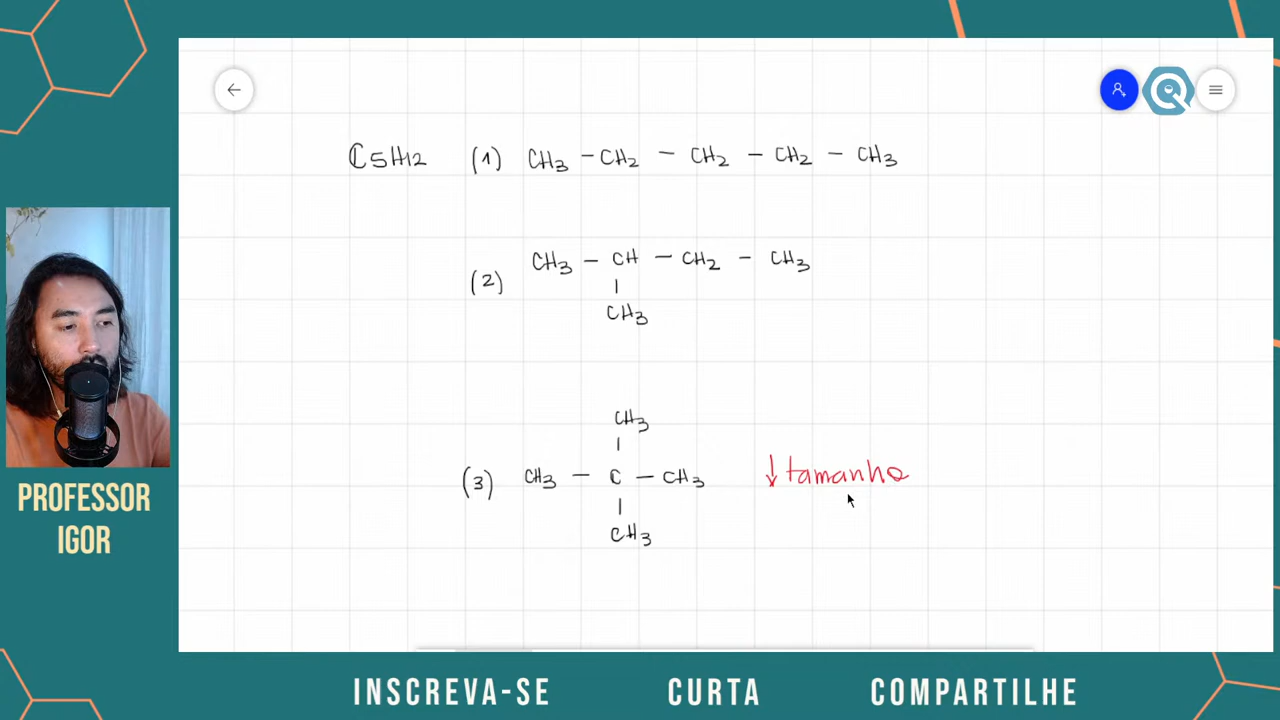 C5H12 (1) CH3 - CH2 - CH2 - CH2 - CH3
(2) CH3 - CH - CH2 - CH3
|
CH3
CH3
|
(3) CH3 - C - CH3 ↓ tamanho
|
CH3
PROFESSOR
IGOR
INSCREVA-SE CURTA COMPARTILHE